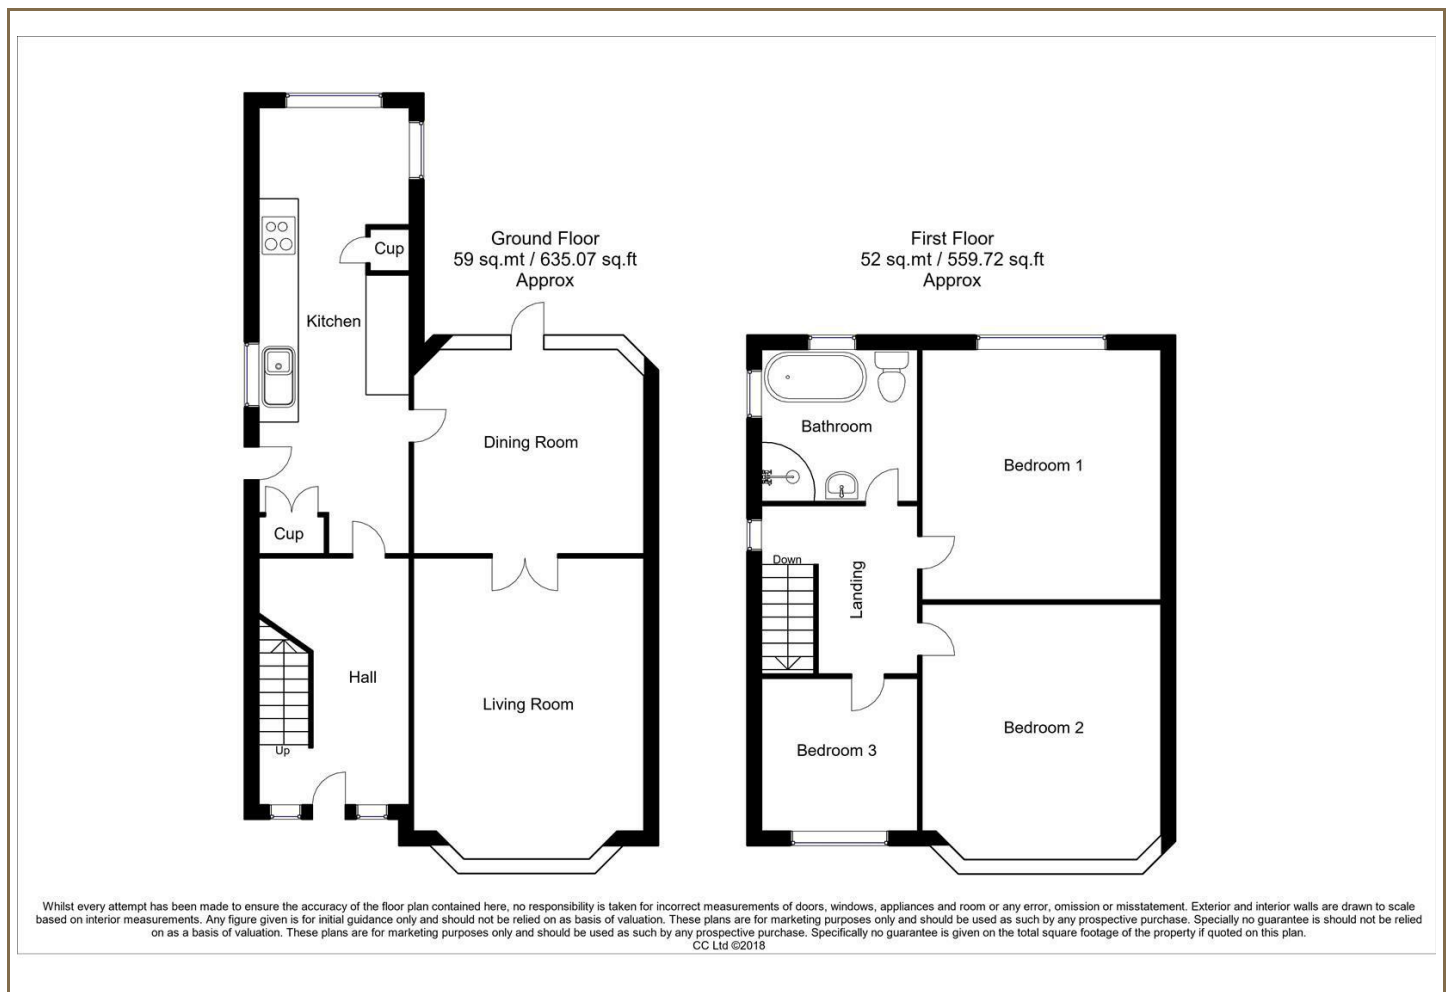 Ground Floor
59 sq.mt / 635.07 sq.ft
Approx
Cup
Kitchen
Dining Room
Cup
Hall
Living Room
Up
First Floor
52 sq.mt / 559.72 sq.ft
Approx
Bathroom
Bedroom 1
Down
Landing
Bedroom 2
Bedroom 3
Whilst every attempt has been made to ensure the accuracy of the floor plan contained here, no responsibility is taken for incorrect measurements of doors, windows, appliances and room or any error, omission or misstatement. Exterior and interior walls are drawn to scale
based on interior measurements. Any figure given is for initial guidance only and should not be relied on as basis of valuation. These plans are for marketing purposes only and should be used as such by any prospective purchase. Specially no guarantee is should not be relied
on as a basis of valuation. These plans are for marketing purposes only and should be used as such by any prospective purchase. Specifically no guarantee is given on the total square footage of the property if quoted on this plan.
CC Ltd ©2018